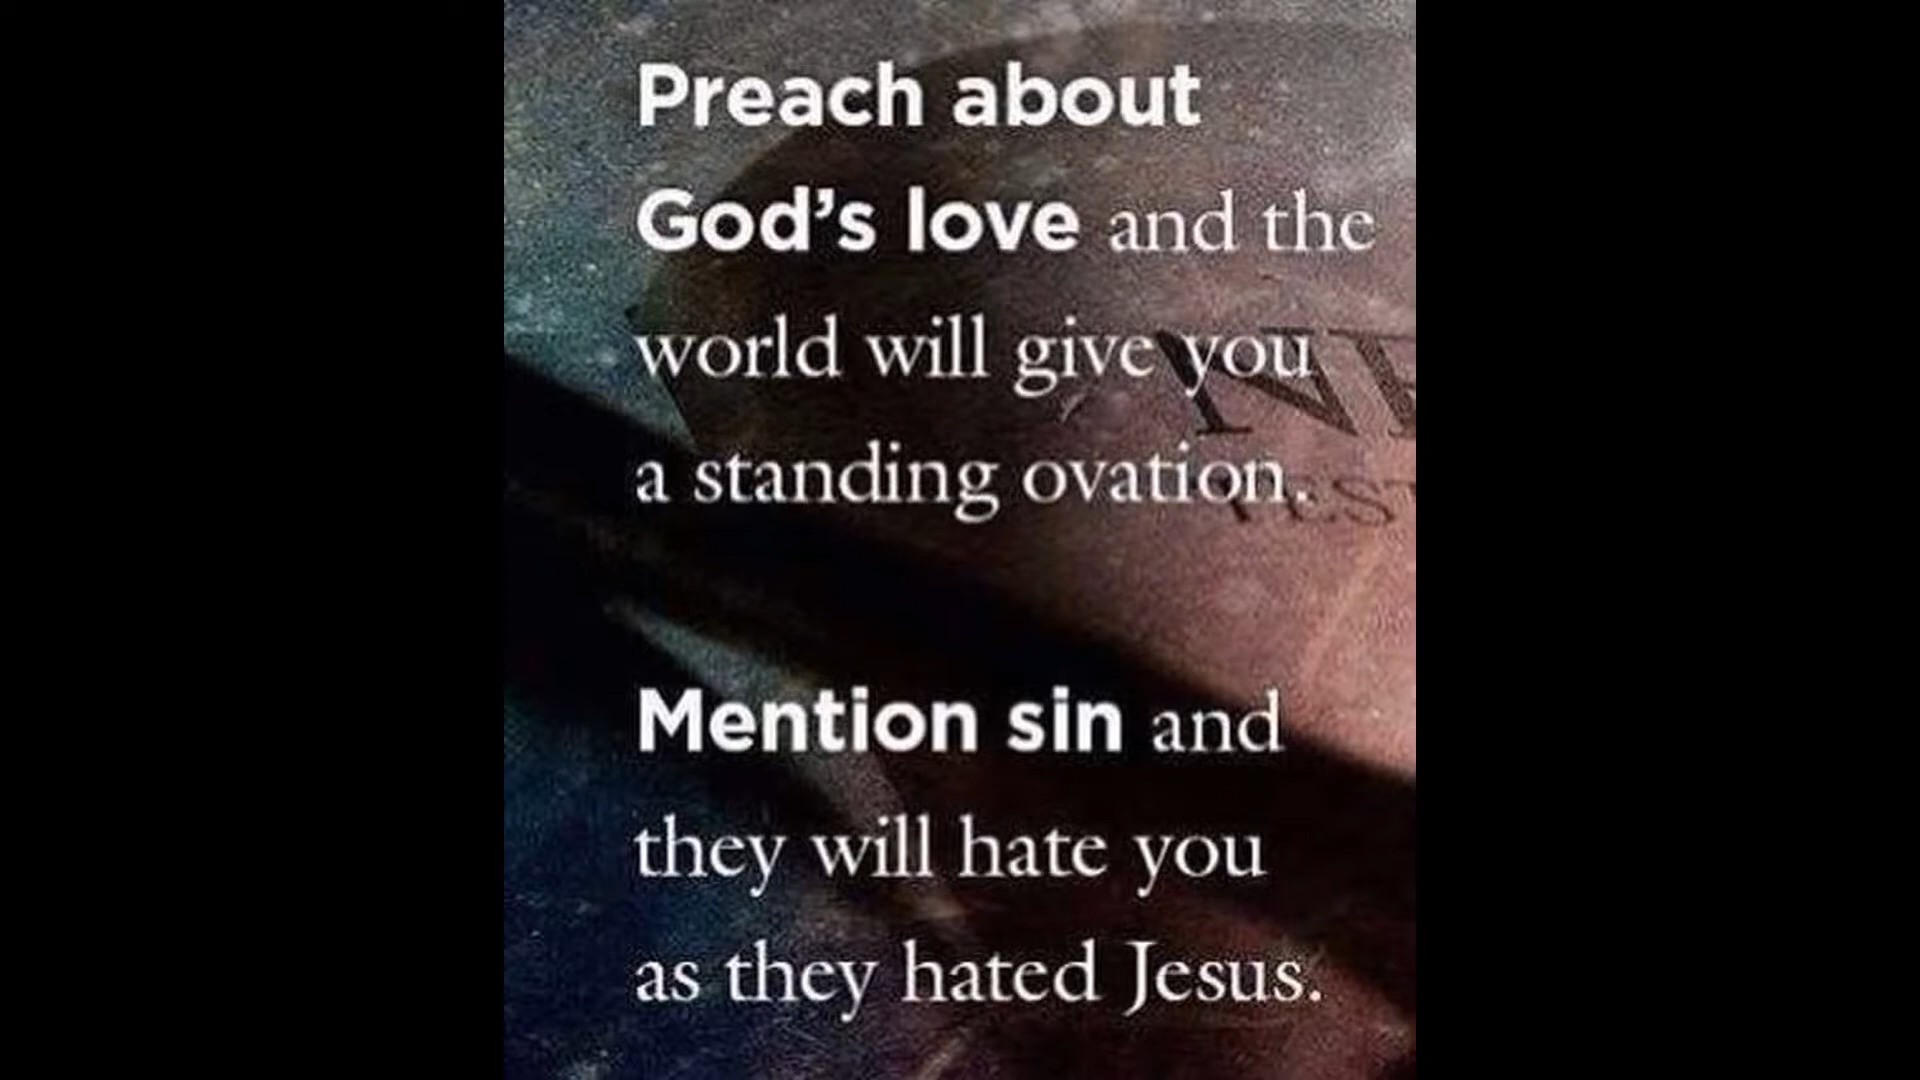 Preach about
God’s love and the
world will give you
a standing ovation.
Mention sin and
they will hate you
as they hated Jesus.